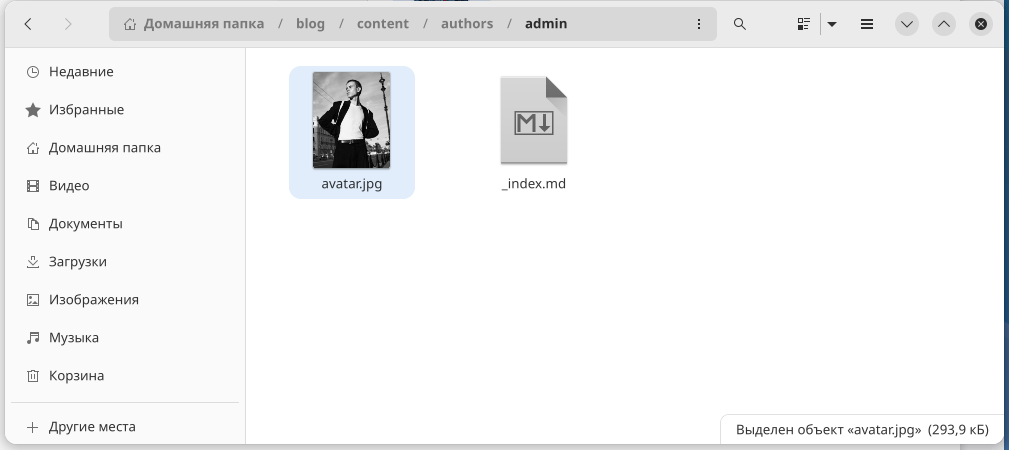 Домашняя папка / blog / content / authors / admin
Недавние
Избранные
Домашняя папка
Видео
Документы
Загрузки
Изображения
Музыка
Корзина
Другие места
avatar.jpg
M
_index.md
Выделен объект «avatar.jpg» (293,9 кБ)